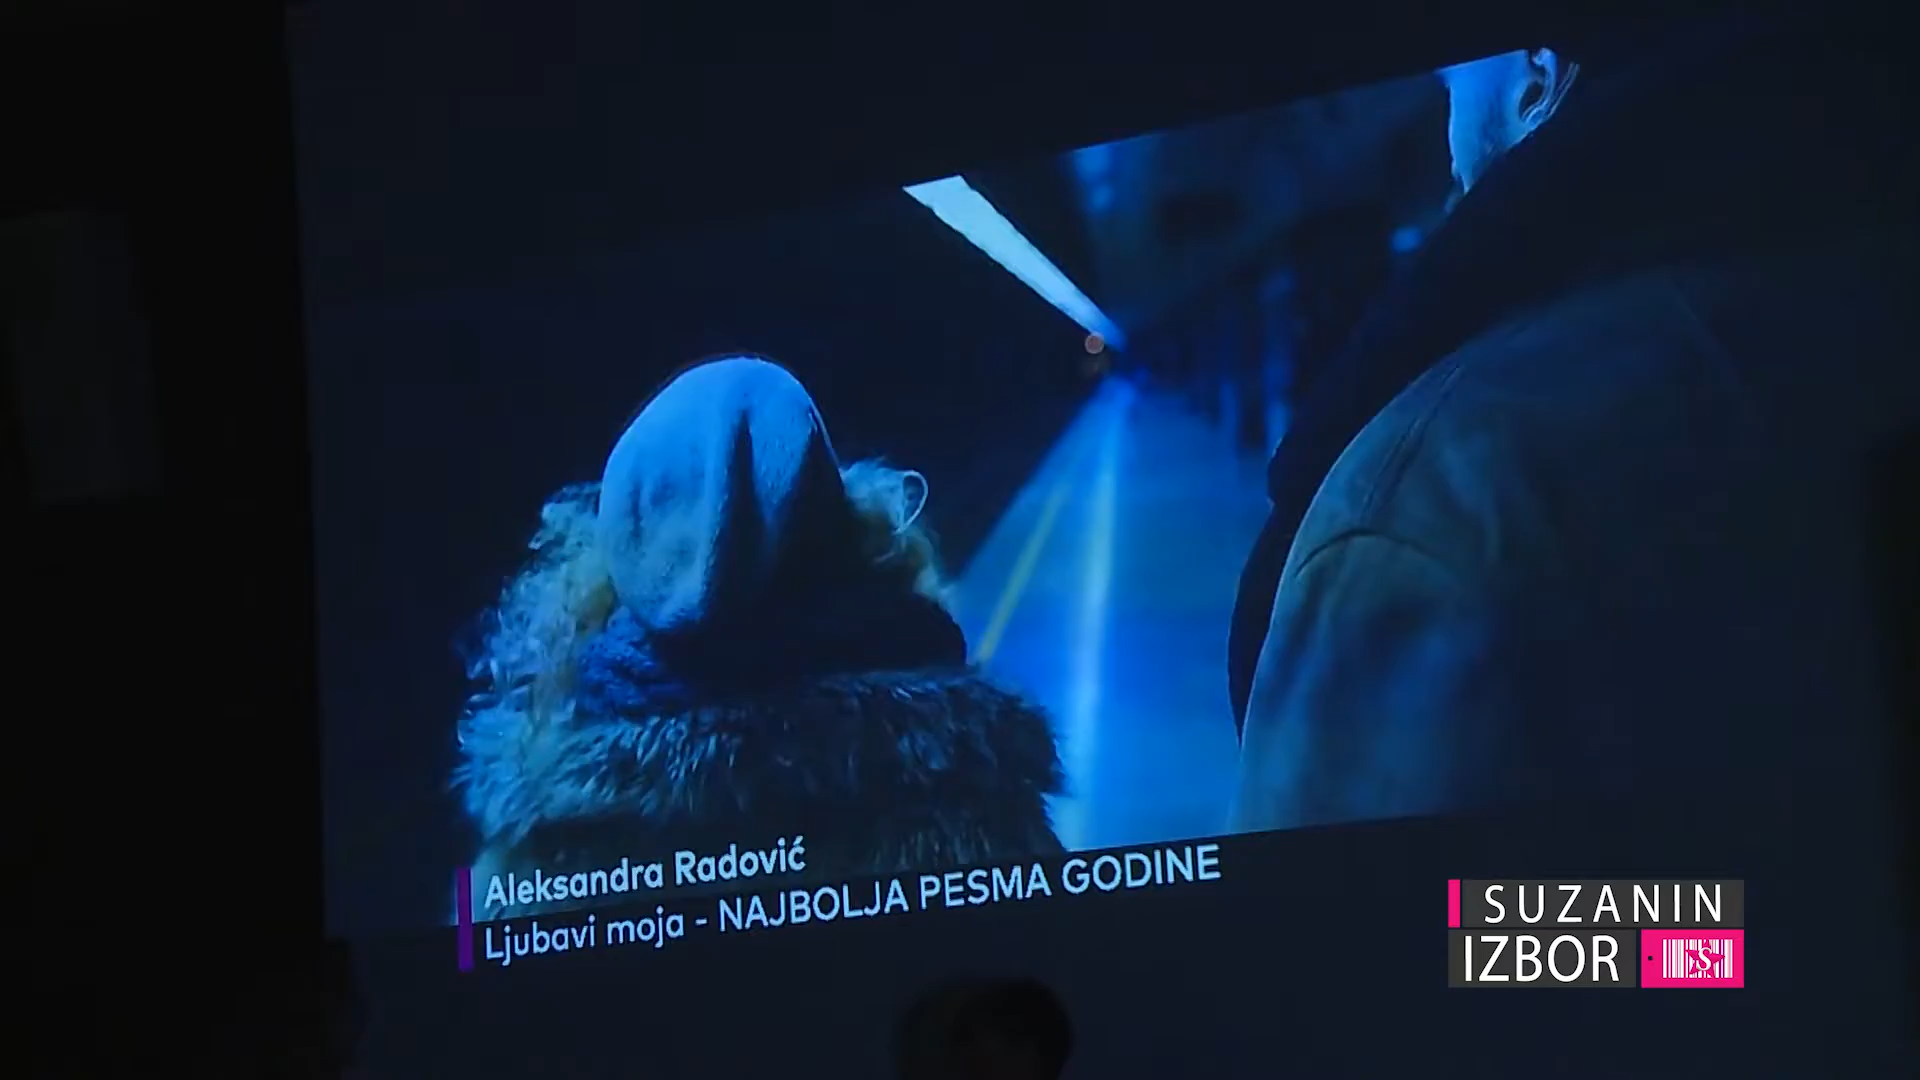 Aleksandra Radović
Ljubavi moja - NAJBOLJA PESMA GODINE
SUZANIN
IZBOR
S